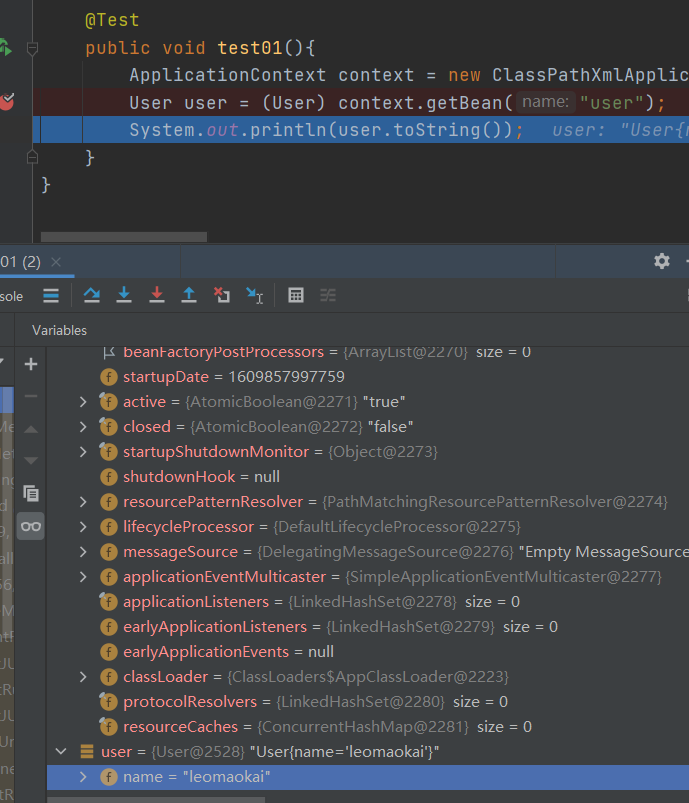 @Test
public void test01(){
ApplicationContext context = new ClassPathXmlApplic
User user = (User) context.getBean( name: "user");
System.out.println(user.toString()); user: "User{n
}
}
01 (2)
sole
Variables
beanFactoryPostProcessors = {ArrayList@2270} size = 0
startupDate = 1609857997759
active = {AtomicBoolean@2271} "true"
closed = {AtomicBoolean@2272} "false"
startupShutdownMonitor = {Object@2273}
shutdownHook = null
resourcePatternResolver = {PathMatchingResourcePatternResolver@2274}
lifecycleProcessor = {DefaultLifecycleProcessor@2275}
messageSource = {DelegatingMessageSource@2276} "Empty MessageSource
applicationEventMulticaster = {SimpleApplicationEventMulticaster@2277}
applicationListeners = {LinkedHashSet@2278} size = 0
earlyApplicationListeners = {LinkedHashSet@2279} size = 0
earlyApplicationEvents = null
classLoader = {ClassLoaders$AppClassLoader@2223}
protocolResolvers = {LinkedHashSet@2280} size = 0
resourceCaches = {ConcurrentHashMap@2281} size = 0
user = {User@2528} "User{name='leomaokai'}"
name = "leomaokai"